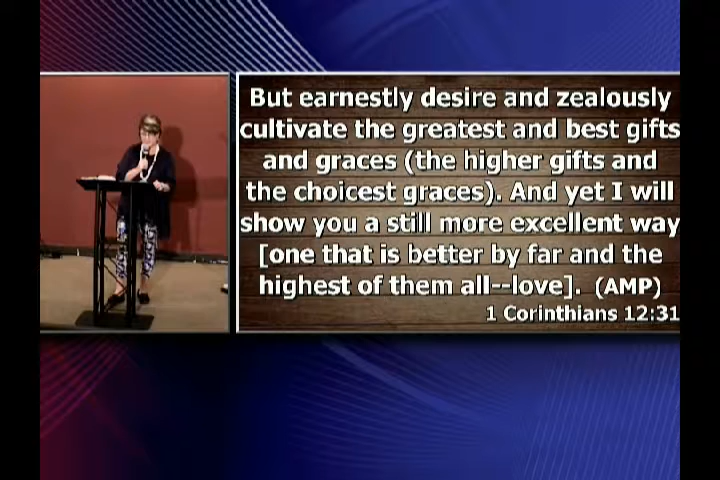 But earnestly desire and zealously
cultivate the greatest and best gifts
and graces (the higher gifts and
the choicest graces). And yet I will
show you a still more excellent way
[one that is better by far and the
highest of them all--love]. (AMP)
1 Corinthians 12:31